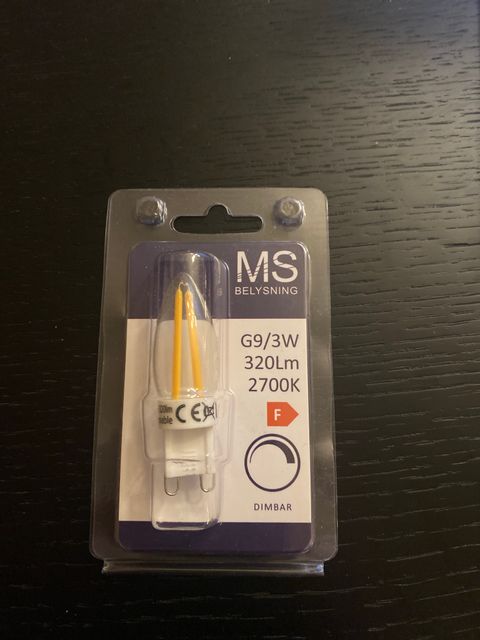 MS
BELYSNING
G9/3W
320Lm
2700K
F
CE
DIMBAR